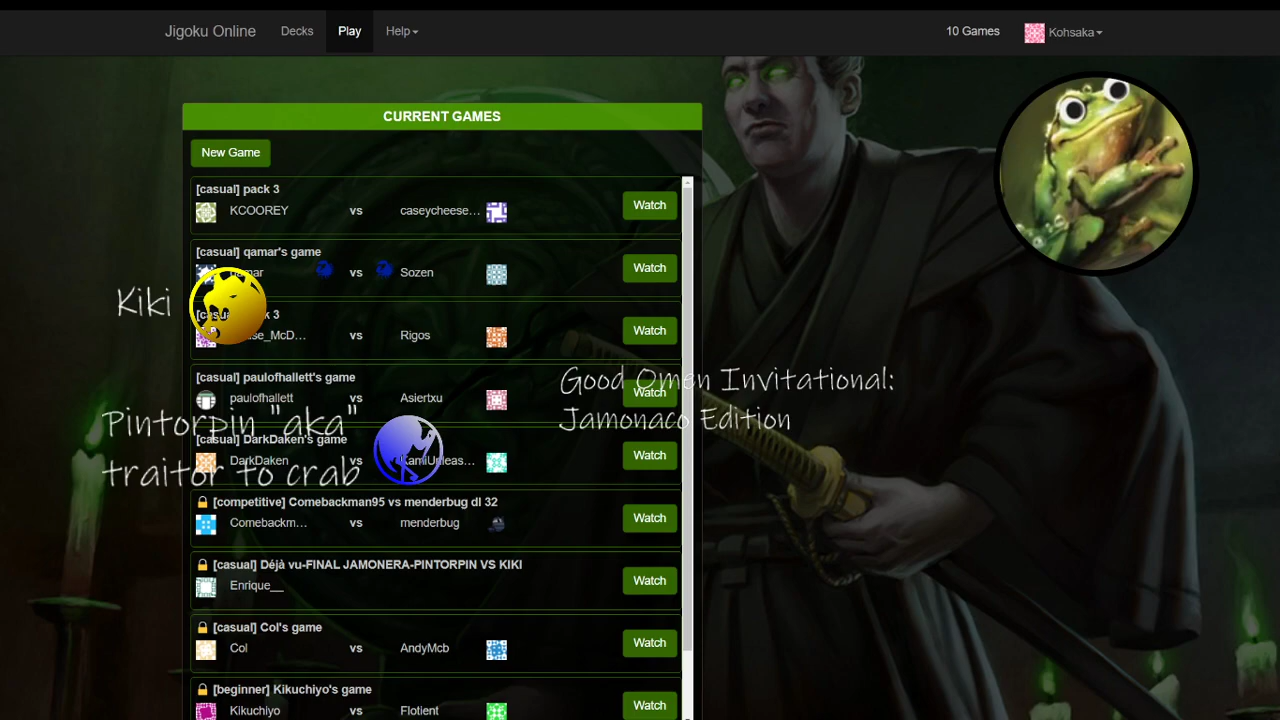 Jigoku Online Decks Play Help 10 Games Kohsaka
CURRENT GAMES
New Game
[casual] pack 3
KCOOREY vs caseycheese... Watch
[casual] qamar's game
vs Sozen Watch
3
vs Rigos Watch
Kiki
[casual] paulofhallett's game
paulofhallett vs Asiertxu Watch
Good Omen Invitational:
Jamonaco Edition
Pintorpin "aka"
traitor to crab
[casual] DarkDaken's game
DarkDaken vs KamiUnleas... Watch
[competitive] Comebackman95 vs menderbug dl 32
Comebackm... vs menderbug Watch
[casual] Déjà vu-FINAL JAMONERA-PINTORPIN VS KIKI
Enrique__ Watch
[casual] Col's game
Col vs AndyMcb Watch
[beginner] Kikuchiyo's game
Kikuchiyo vs Flotient Watch